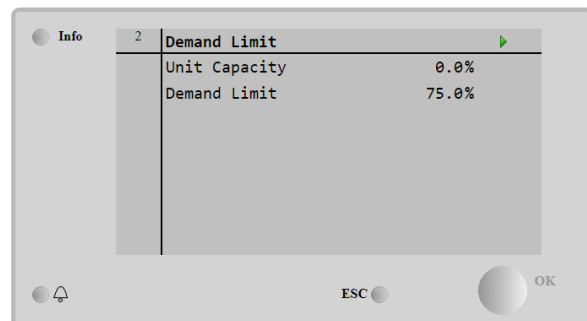 Info
2 Demand Limit
Unit Capacity 0.0%
Demand Limit 75.0%
ESC
OK